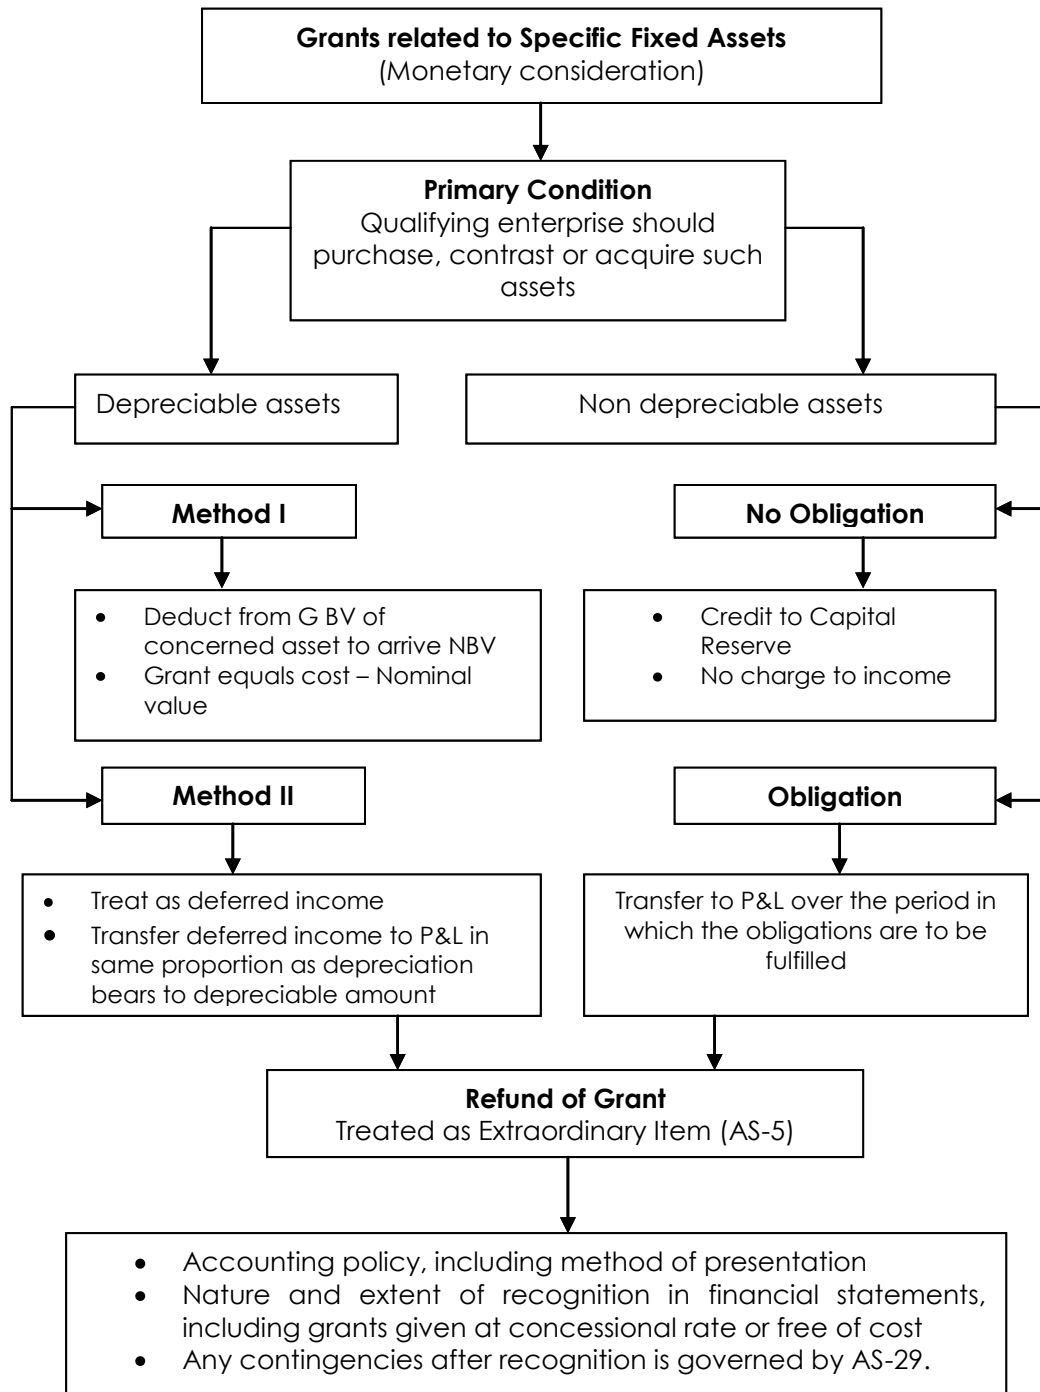 Grants related to Specific Fixed Assets
(Monetary consideration)
Primary Condition
Qualifying enterprise should
purchase, contrast or acquire such
assets
Depreciable assets
Non depreciable assets
Method I
No Obligation
• Deduct from G BV of
concerned asset to arrive NBV
• Grant equals cost – Nominal
value
• Credit to Capital
Reserve
• No charge to income
Method II
Obligation
• Treat as deferred income
• Transfer deferred income to P&L in
same proportion as depreciation
bears to depreciable amount
Transfer to P&L over the period in
which the obligations are to be
fulfilled
Refund of Grant
Treated as Extraordinary Item (AS-5)
• Accounting policy, including method of presentation
• Nature and extent of recognition in financial statements,
including grants given at concessional rate or free of cost
• Any contingencies after recognition is governed by AS-29.